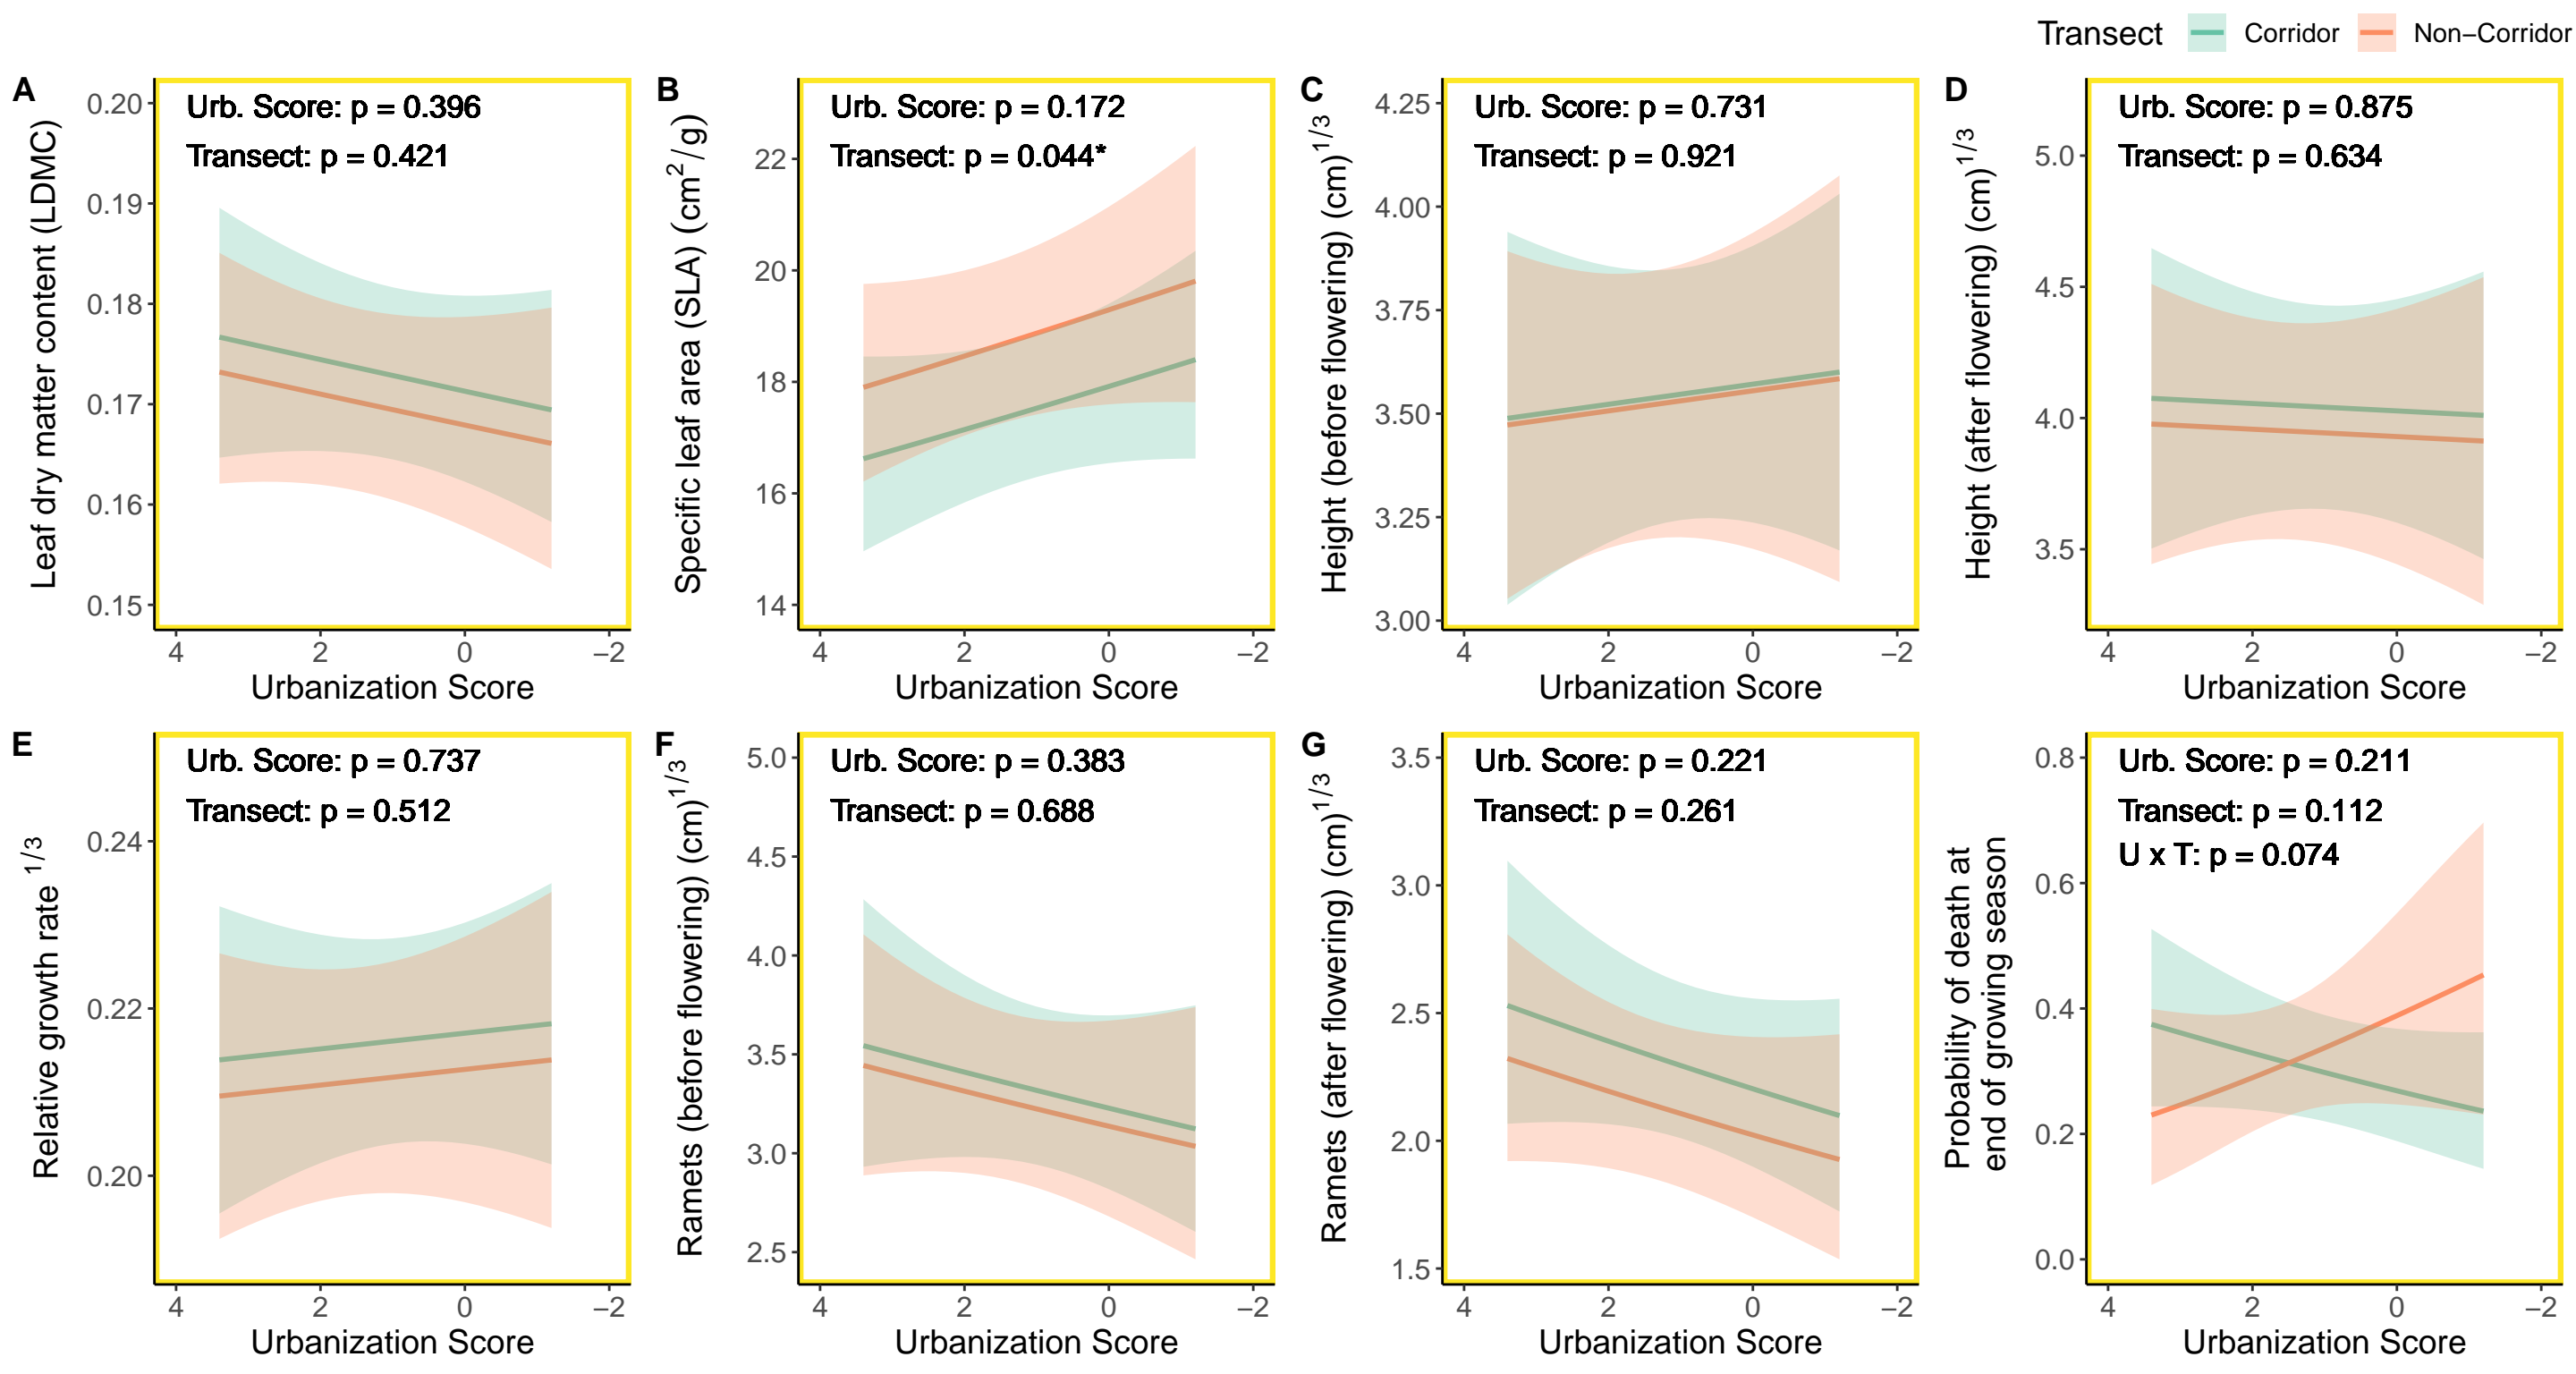 Transect Corridor Non−Corridor
A
Leaf dry matter content (LDMC)
0.20
0.19
0.18
0.17
0.16
0.15
Urb. Score: p = 0.396
Transect: p = 0.421
4 2 0 −2
Urbanization Score
B
Specific leaf area (SLA) (cm²/g)
22
20
18
16
14
Urb. Score: p = 0.172
Transect: p = 0.044*
4 2 0 −2
Urbanization Score
C
Height (before flowering) (cm)^1/3
4.25
4.00
3.75
3.50
3.25
3.00
Urb. Score: p = 0.731
Transect: p = 0.921
4 2 0 −2
Urbanization Score
D
Height (after flowering) (cm)^1/3
5.0
4.5
4.0
3.5
Urb. Score: p = 0.875
Transect: p = 0.634
4 2 0 −2
Urbanization Score
E
Relative growth rate ^1/3
0.24
0.22
0.20
Urb. Score: p = 0.737
Transect: p = 0.512
4 2 0 −2
Urbanization Score
F
Ramets (before flowering) (cm)^1/3
5.0
4.5
4.0
3.5
3.0
2.5
Urb. Score: p = 0.383
Transect: p = 0.688
4 2 0 −2
Urbanization Score
G
Ramets (after flowering) (cm)^1/3
3.5
3.0
2.5
2.0
1.5
Urb. Score: p = 0.221
Transect: p = 0.261
4 2 0 −2
Urbanization Score
Probability of death at
end of growing season
0.8
0.6
0.4
0.2
0.0
Urb. Score: p = 0.211
Transect: p = 0.112
U x T: p = 0.074
4 2 0 −2
Urbanization Score